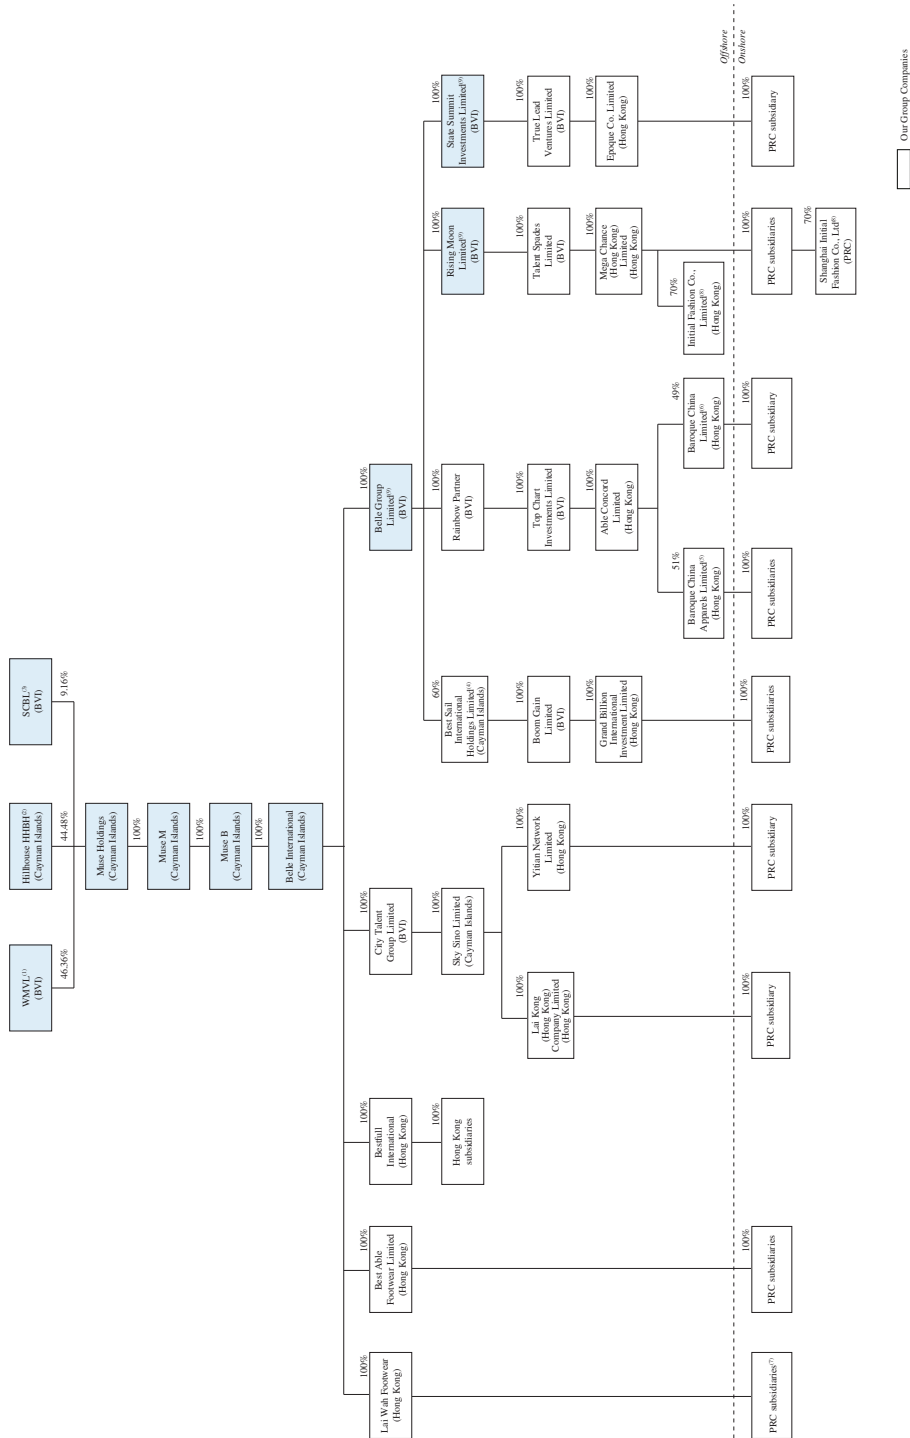 WMVL(1)
(BVI)
Hillhouse HHBH(2)
(Cayman Islands)
SCBL(3)
(BVI)
46.36%
44.48%
9.16%
Muse Holdings
(Cayman Islands)
100%
Muse M
(Cayman Islands)
100%
Muse B
(Cayman Islands)
100%
Belle International
(Cayman Islands)
100%
Lai Wah Footwear
(Hong Kong)
100%
Best Able
Footwear Limited
(Hong Kong)
100%
Bestfull
International
(Hong Kong)
100%
City Talent
Group Limited
(BVI)
100%
Belle Group
Limited(9)
(BVI)
100%
Hong Kong
subsidiaries
100%
Sky Sino Limited
(Cayman Islands)
60%
Best Sail
International
Holdings Limited(4)
(Cayman Islands)
100%
Rainbow Partner
(BVI)
100%
Rising Moon
Limited(9)
(BVI)
100%
State Summit
Investments Limited(9)
(BVI)
100%
Lai Kong
(Hong Kong)
Company Limited
(Hong Kong)
100%
Yitian Network
Limited
(Hong Kong)
100%
Boom Gain
Limited
(BVI)
100%
Top Chart
Investments Limited
(BVI)
100%
Talent Spades
Limited
(BVI)
100%
True Lead
Ventures Limited
(BVI)
100%
Grand Billion
International
Investment Limited
(Hong Kong)
100%
Able Concord
Limited
(Hong Kong)
100%
Mega Chance
(Hong Kong)
Limited
(Hong Kong)
100%
Epoque Co. Limited
(Hong Kong)
51%
Baroque China
Apparels Limited(5)
(Hong Kong)
49%
Baroque China
Limited(6)
(Hong Kong)
70%
Initial Fashion Co.,
Limited(8)
(Hong Kong)
Offshore
Onshore
PRC subsidiaries(7)
100%
PRC subsidiaries
100%
PRC subsidiary
100%
PRC subsidiary
100%
PRC subsidiaries
100%
PRC subsidiaries
100%
PRC subsidiary
100%
PRC subsidiaries
100%
PRC subsidiary
70%
Shanghai Initial
Fashion Co., Ltd(8)
(PRC)
Our Group Companies